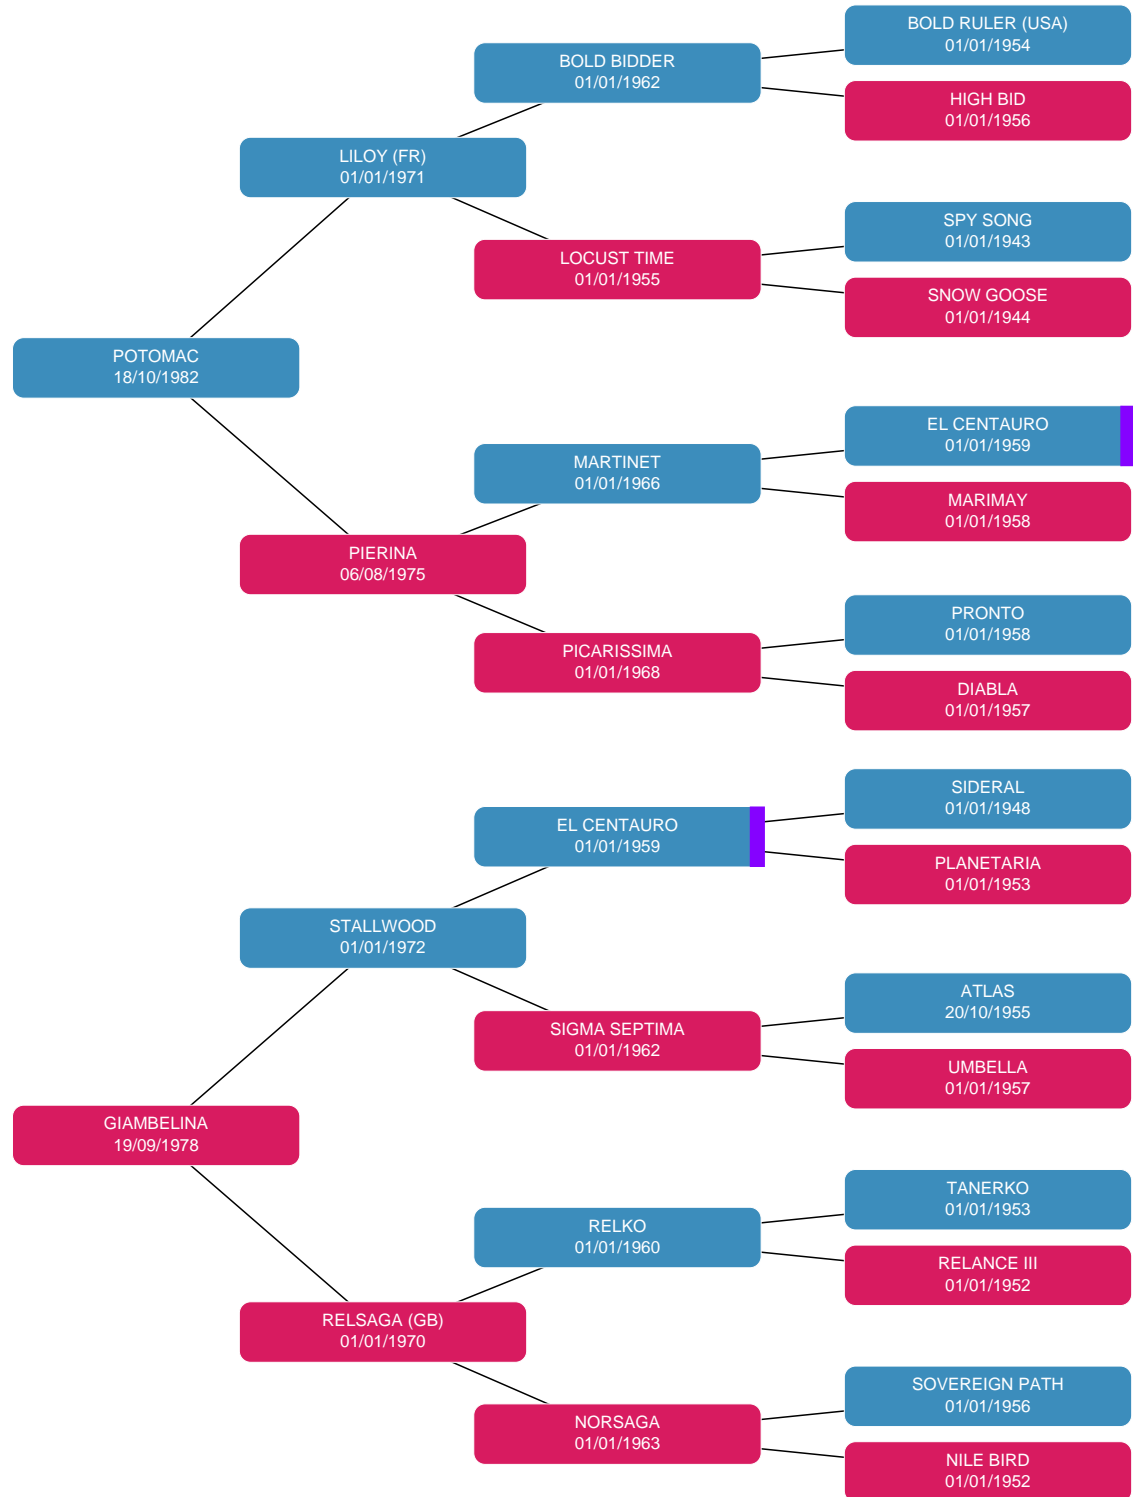 BOLD RULER (USA)
01/01/1954
BOLD BIDDER
01/01/1962
HIGH BID
01/01/1956
LILOY (FR)
01/01/1971
SPY SONG
01/01/1943
LOCUST TIME
01/01/1955
SNOW GOOSE
01/01/1944
POTOMAC
18/10/1982
EL CENTAURO
01/01/1959
MARTINET
01/01/1966
MARIMAY
01/01/1958
PIERINA
06/08/1975
PRONTO
01/01/1958
PICARISSIMA
01/01/1968
DIABLA
01/01/1957
SIDERAL
01/01/1948
EL CENTAURO
01/01/1959
PLANETARIA
01/01/1953
STALLWOOD
01/01/1972
ATLAS
20/10/1955
SIGMA SEPTIMA
01/01/1962
UMBELLA
01/01/1957
GIAMBELINA
19/09/1978
TANERKO
01/01/1953
RELKO
01/01/1960
RELANCE III
01/01/1952
RELSAGA (GB)
01/01/1970
SOVEREIGN PATH
01/01/1956
NORSAGA
01/01/1963
NILE BIRD
01/01/1952